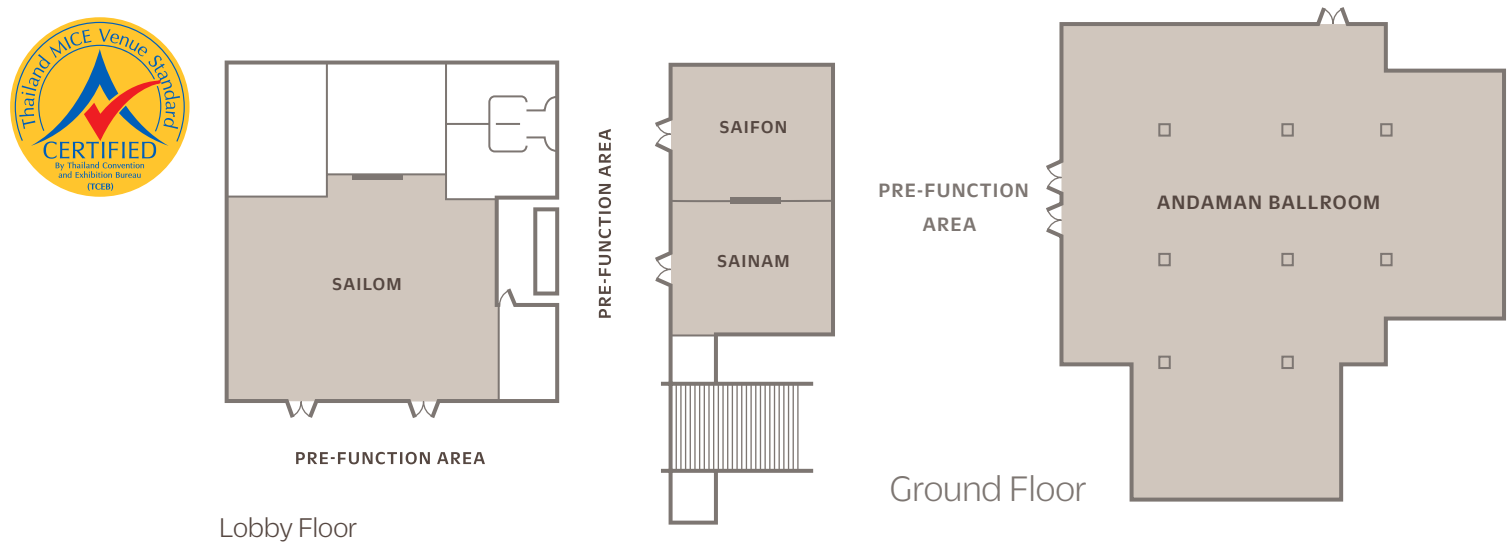 Thailand MICE Venue Standard
CERTIFIED
By Thailand Convention
and Exhibition Bureau
(TCEB)
SAILOM
PRE-FUNCTION AREA
Lobby Floor
PRE-FUNCTION AREA
SAIFON
SAINAM
PRE-FUNCTION
AREA
ANDAMAN BALLROOM
Ground Floor